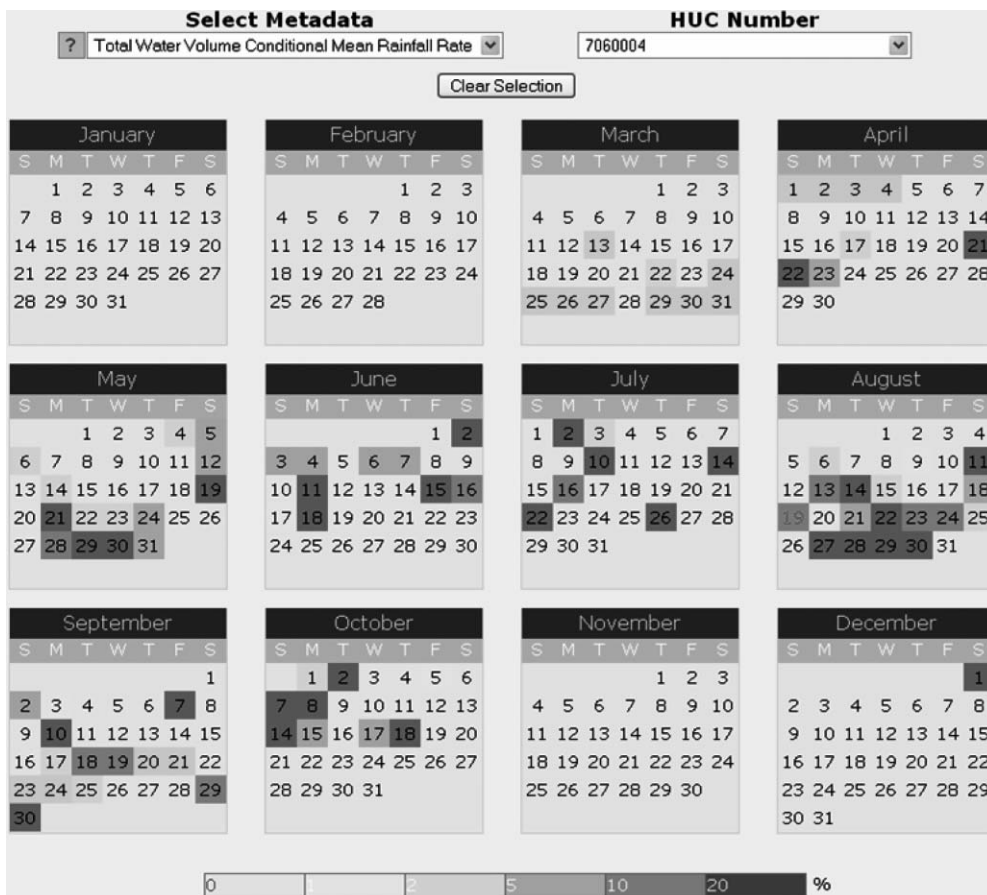 Select Metadata HUC Number
? Total Water Volume Conditional Mean Rainfall Rate 7060004
Clear Selection
January February March April
S M T W T F S S M T W T F S S M T W T F S S M T W T F S
1 2 3 4 5 6 1 2 3 1 2 3 1 2 3 4 5 6 7
7 8 9 10 11 12 13 4 5 6 7 8 9 10 4 5 6 7 8 9 10 8 9 10 11 12 13 14
14 15 16 17 18 19 20 11 12 13 14 15 16 17 11 12 13 14 15 16 17 15 16 17 18 19 20 21
21 22 23 24 25 26 27 18 19 20 21 22 23 24 18 19 20 21 22 23 24 22 23 24 25 26 27 28
28 29 30 31 25 26 27 28 25 26 27 28 29 30 31 29 30
May June July August
S M T W T F S S M T W T F S S M T W T F S S M T W T F S
1 2 3 4 5 1 2 1 2 3 4 5 6 7 1 2 3 4
6 7 8 9 10 11 12 3 4 5 6 7 8 9 8 9 10 11 12 13 14 5 6 7 8 9 10 11
13 14 15 16 17 18 19 10 11 12 13 14 15 16 15 16 17 18 19 20 21 12 13 14 15 16 17 18
20 21 22 23 24 25 26 17 18 19 20 21 22 23 22 23 24 25 26 27 28 19 20 21 22 23 24 25
27 28 29 30 31 24 25 26 27 28 29 30 29 30 31 26 27 28 29 30 31
September October November December
S M T W T F S S M T W T F S S M T W T F S S M T W T F S
1 1 2 3 4 5 6 1 2 3 1
2 3 4 5 6 7 8 7 8 9 10 11 12 13 4 5 6 7 8 9 10 2 3 4 5 6 7 8
9 10 11 12 13 14 15 14 15 16 17 18 19 20 11 12 13 14 15 16 17 9 10 11 12 13 14 15
16 17 18 19 20 21 22 21 22 23 24 25 26 27 18 19 20 21 22 23 24 16 17 18 19 20 21 22
23 24 25 26 27 28 29 28 29 30 31 25 26 27 28 29 30 23 24 25 26 27 28 29
30 30 31
0 1 2 5 10 20 %